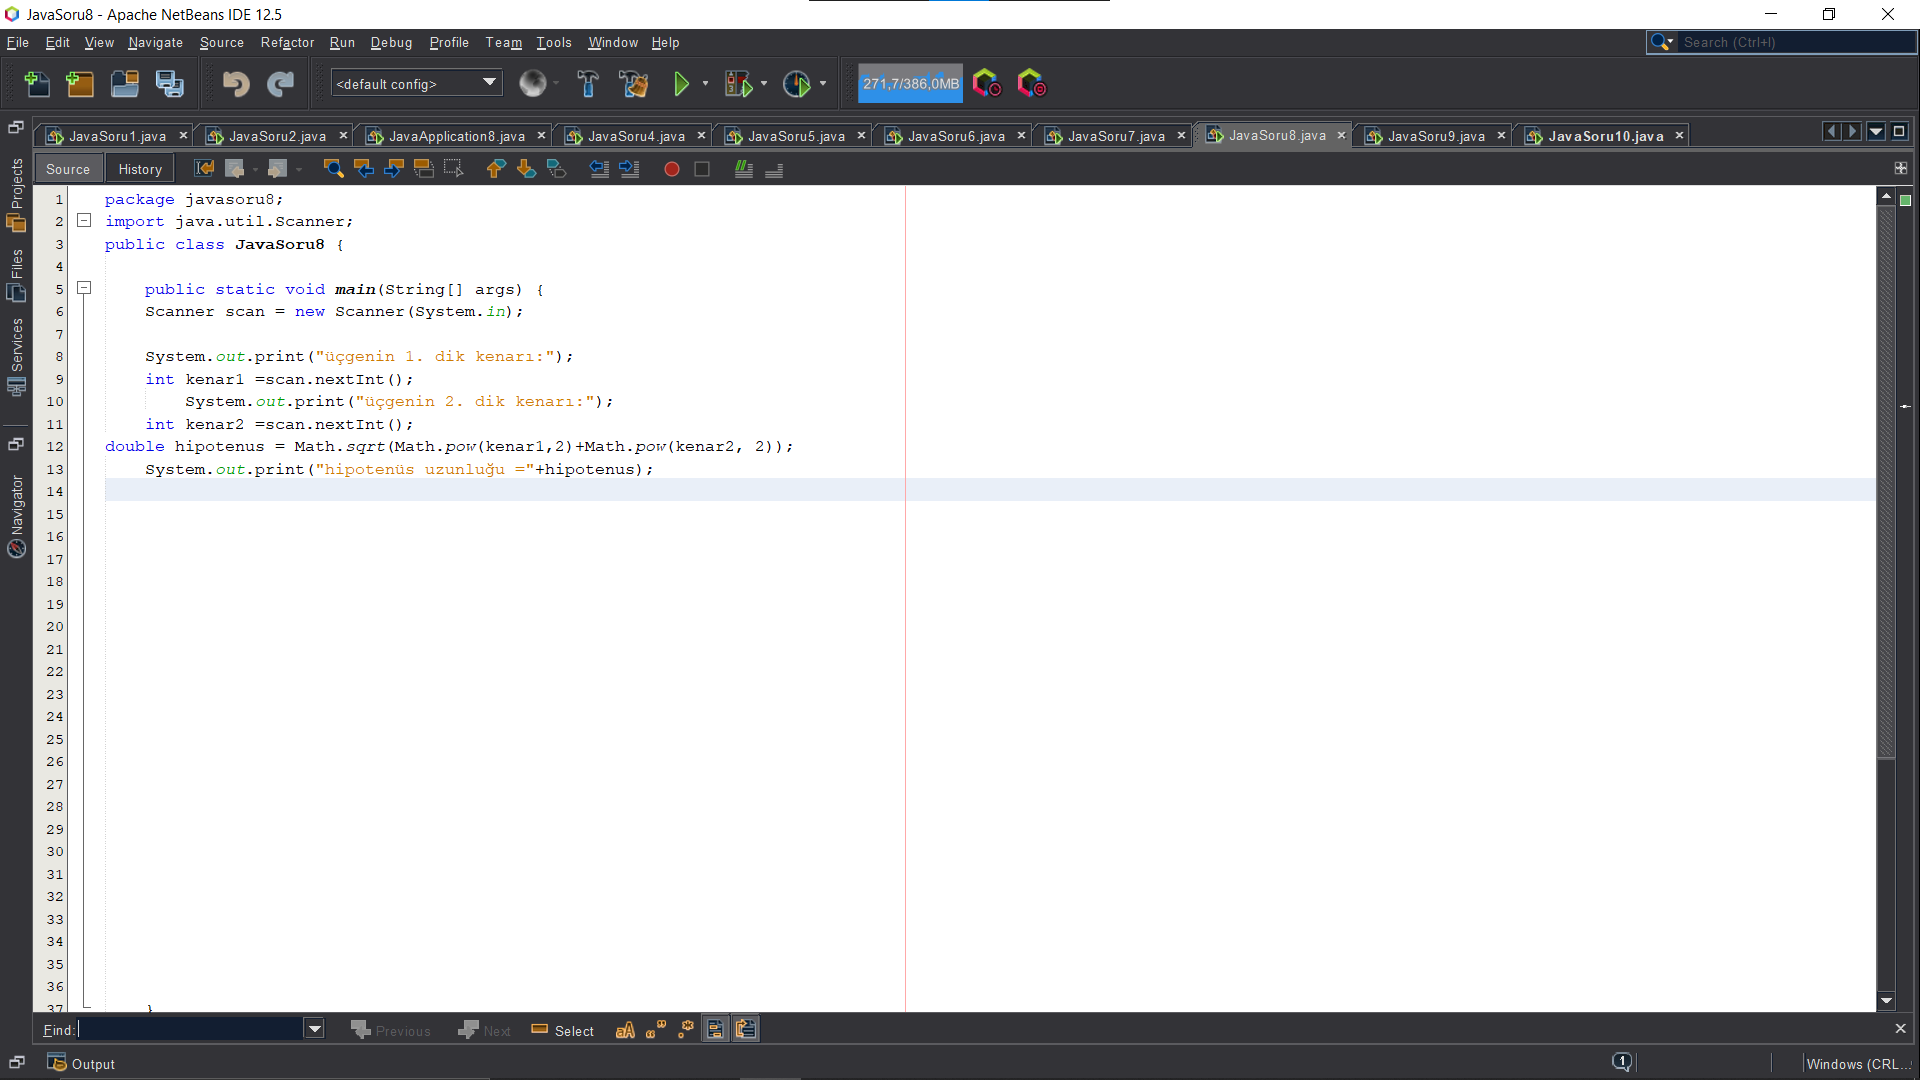 JavaSoru8 - Apache NetBeans IDE 12.5
File Edit View Navigate Source Refactor Run Debug Profile Team Tools Window Help
Search (Ctrl+I)
<default config>
271,7/386,0MB
JavaSoru1.java JavaSoru2.java JavaApplication8.java JavaSoru4.java JavaSoru5.java JavaSoru6.java JavaSoru7.java JavaSoru8.java JavaSoru9.java JavaSoru10.java
Source History
Projects
Files
Services
Navigator
1 package javasoru8;
2 import java.util.Scanner;
3 public class JavaSoru8 {
4
5 public static void main(String[] args) {
6 Scanner scan = new Scanner(System.in);
7
8 System.out.print("üçgenin 1. dik kenarı:");
9 int kenar1 =scan.nextInt();
10 System.out.print("üçgenin 2. dik kenarı:");
11 int kenar2 =scan.nextInt();
12 double hipotenus = Math.sqrt(Math.pow(kenar1,2)+Math.pow(kenar2, 2));
13 System.out.print("hipotenüs uzunluğu ="+hipotenus);
14
15
16
17
18
19
20
21
22
23
24
25
26
27
28
29
30
31
32
33
34
35
36
37 }
Find: Previous Next Select
Output
1
Windows (CRL...